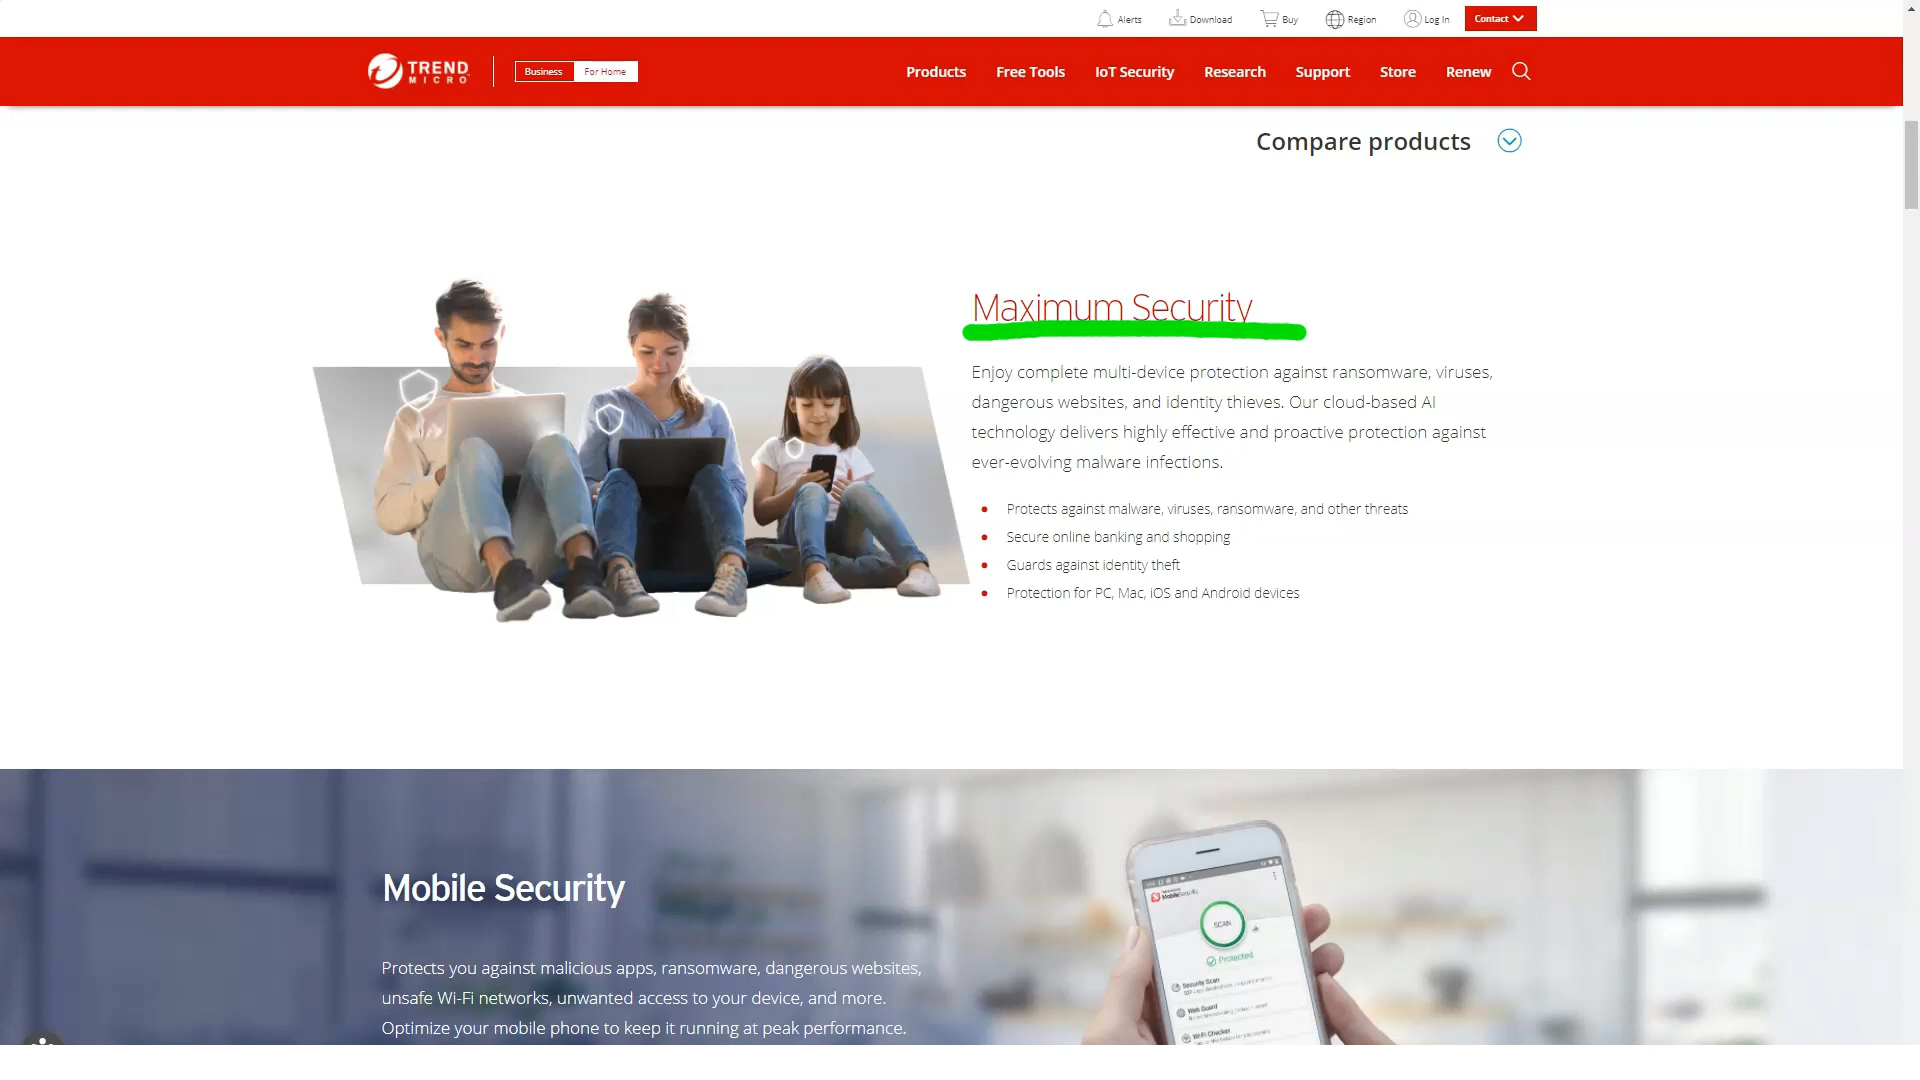 Alerts Download Buy Region Log In Contact
TREND MICRO Business For Home Products Free Tools IoT Security Research Support Store Renew
Compare products
Maximum Security
Enjoy complete multi-device protection against ransomware, viruses,
dangerous websites, and identity thieves. Our cloud-based AI
technology delivers highly effective and proactive protection against
ever-evolving malware infections.
Protects against malware, viruses, ransomware, and other threats
Secure online banking and shopping
Guards against identity theft
Protection for PC, Mac, iOS and Android devices
Mobile Security
Protects you against malicious apps, ransomware, dangerous websites,
unsafe Wi-Fi networks, unwanted access to your device, and more.
Optimize your mobile phone to keep it running at peak performance.
MobileSecurity
SCAN
Protected
Security Scan
Web Guard
Wi-Fi Checker